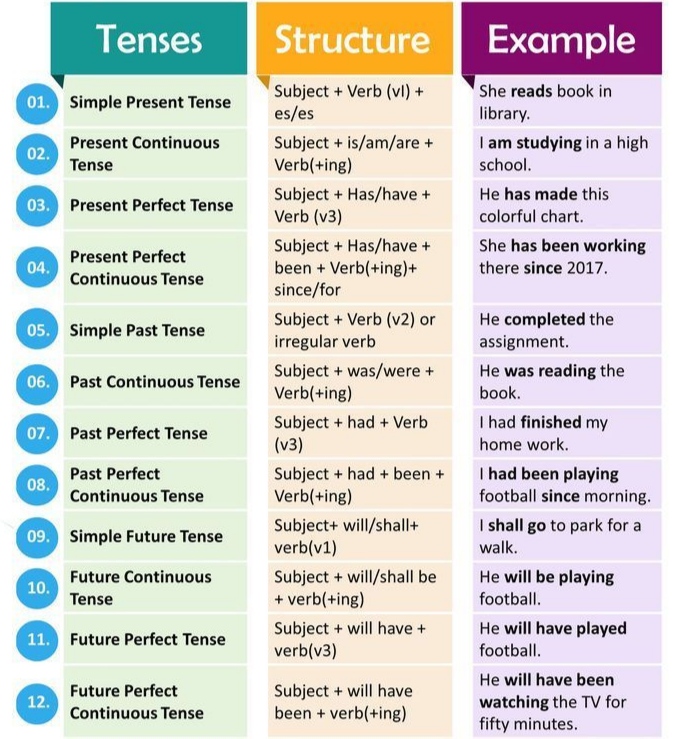 Tenses
Structure
Example
01.
Simple Present Tense
Subject + Verb (vI) +
es/es
She reads book in
library.
02.
Present Continuous
Tense
Subject + is/am/are +
Verb(+ing)
I am studying in a high
school.
03.
Present Perfect Tense
Subject + Has/have +
Verb (v3)
He has made this
colorful chart.
04.
Present Perfect
Continuous Tense
Subject + Has/have +
been + Verb(+ing)+
since/for
She has been working
there since 2017.
05.
Simple Past Tense
Subject + Verb (v2) or
irregular verb
He completed the
assignment.
06.
Past Continuous Tense
Subject + was/were +
Verb(+ing)
He was reading the
book.
07.
Past Perfect Tense
Subject + had + Verb
(v3)
I had finished my
home work.
08.
Past Perfect
Continuous Tense
Subject + had + been +
Verb(+ing)
I had been playing
football since morning.
09.
Simple Future Tense
Subject+ will/shall+
verb(v1)
I shall go to park for a
walk.
10.
Future Continuous
Tense
Subject + will/shall be
+ verb(+ing)
He will be playing
football.
11.
Future Perfect Tense
Subject + will have +
verb(v3)
He will have played
football.
12.
Future Perfect
Continuous Tense
Subject + will have
been + verb(+ing)
He will have been
watching the TV for
fifty minutes.